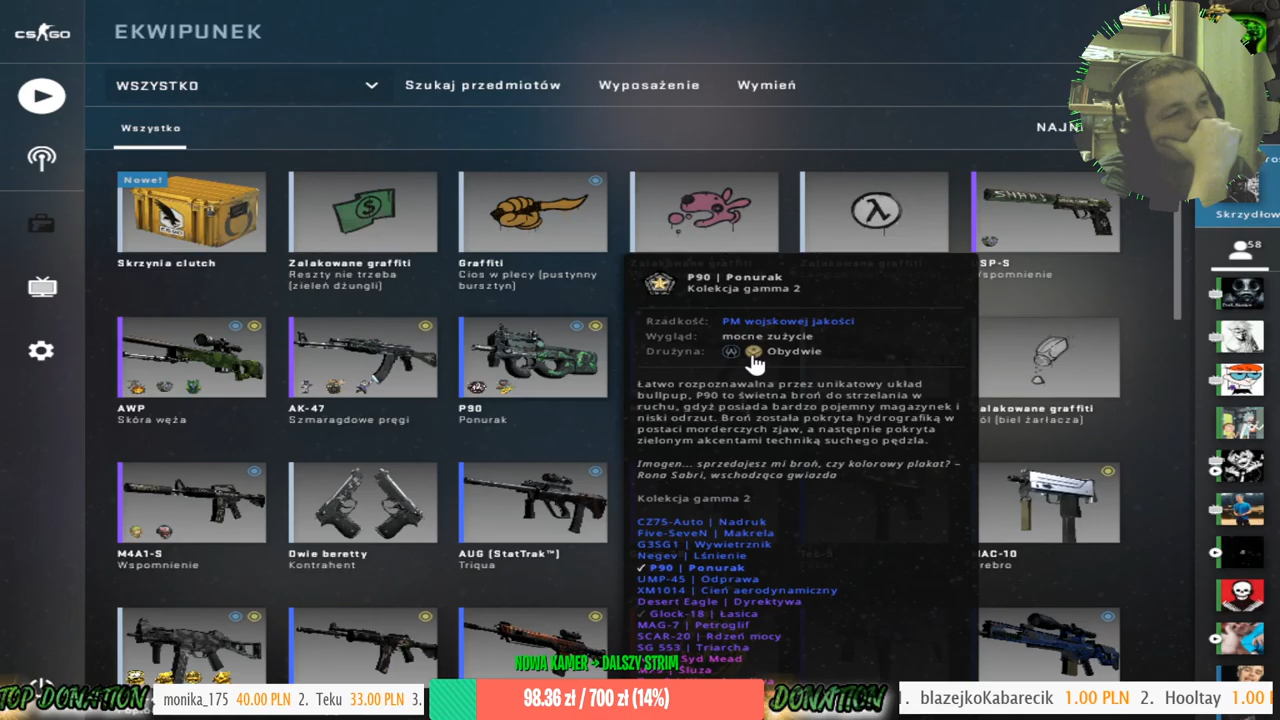 CS:GO
EKWIPUNEK
WSZYSTKO
Szukaj przedmiotów
Wyposażenie
Wymień
Wszystko
NAJN
Nowe!
Skrzynia clutch
Zalakowane graffiti
Reszty nie trzeba
(zieleń dżungli)
Graffiti
Cios w plecy (pustynny
bursztyn)
SP-S
spomnienie
Skrzydłow
58
P90 | Ponurak
Kolekcja gamma 2
Rzadkość: PM wojskowej jakości
Wygląd: mocne zużycie
Drużyna: Obydwie
Łatwo rozpoznawalna przez unikatowy układ
bullpup, P90 to świetna broń do strzelania w
ruchu, gdyż posiada bardzo pojemny magazynek i
niski odrzut. Broń została pokryta hydrografiką w
postaci morderczych zjaw, a następnie pokryta
zielonym akcentami techniką suchego pędzla.
Imogen... sprzedajesz mi broń, czy kolorowy plakat? –
Rona Sabri, wschodząca gwiazda
Kolekcja gamma 2
CZ75-Auto | Nadruk
Five-SeveN | Makrela
G3SG1 | Wywietrznik
Negev | Lśnienie
✓ P90 | Ponurak
UMP-45 | Odprawa
XM1014 | Cień aerodynamiczny
Desert Eagle | Dyrektywa
✓ Glock-18 | Łasica
MAG-7 | Petroglif
SCAR-20 | Rdzeń mocy
SG 553 | Triarcha
Syd Mead
AWP
Skóra węża
AK-47
Szmaragdowe pręgi
P90
Ponurak
alakowane graffiti
ól (biel żarłacza)
M4A1-S
Wspomnienie
Dwie beretty
Kontrahent
AUG (StatTrak™)
Triqua
AC-10
rebro
NOWA KAMER -> DALSZY STRIM
TOP DONATION
monika_175 40.00 PLN 2. Teku 33.00 PLN 3.
98.36 zł / 700 zł (14%)
DONATION
1. blazejkoKabarecik 1.00 PLN 2. Hooltay 1.00